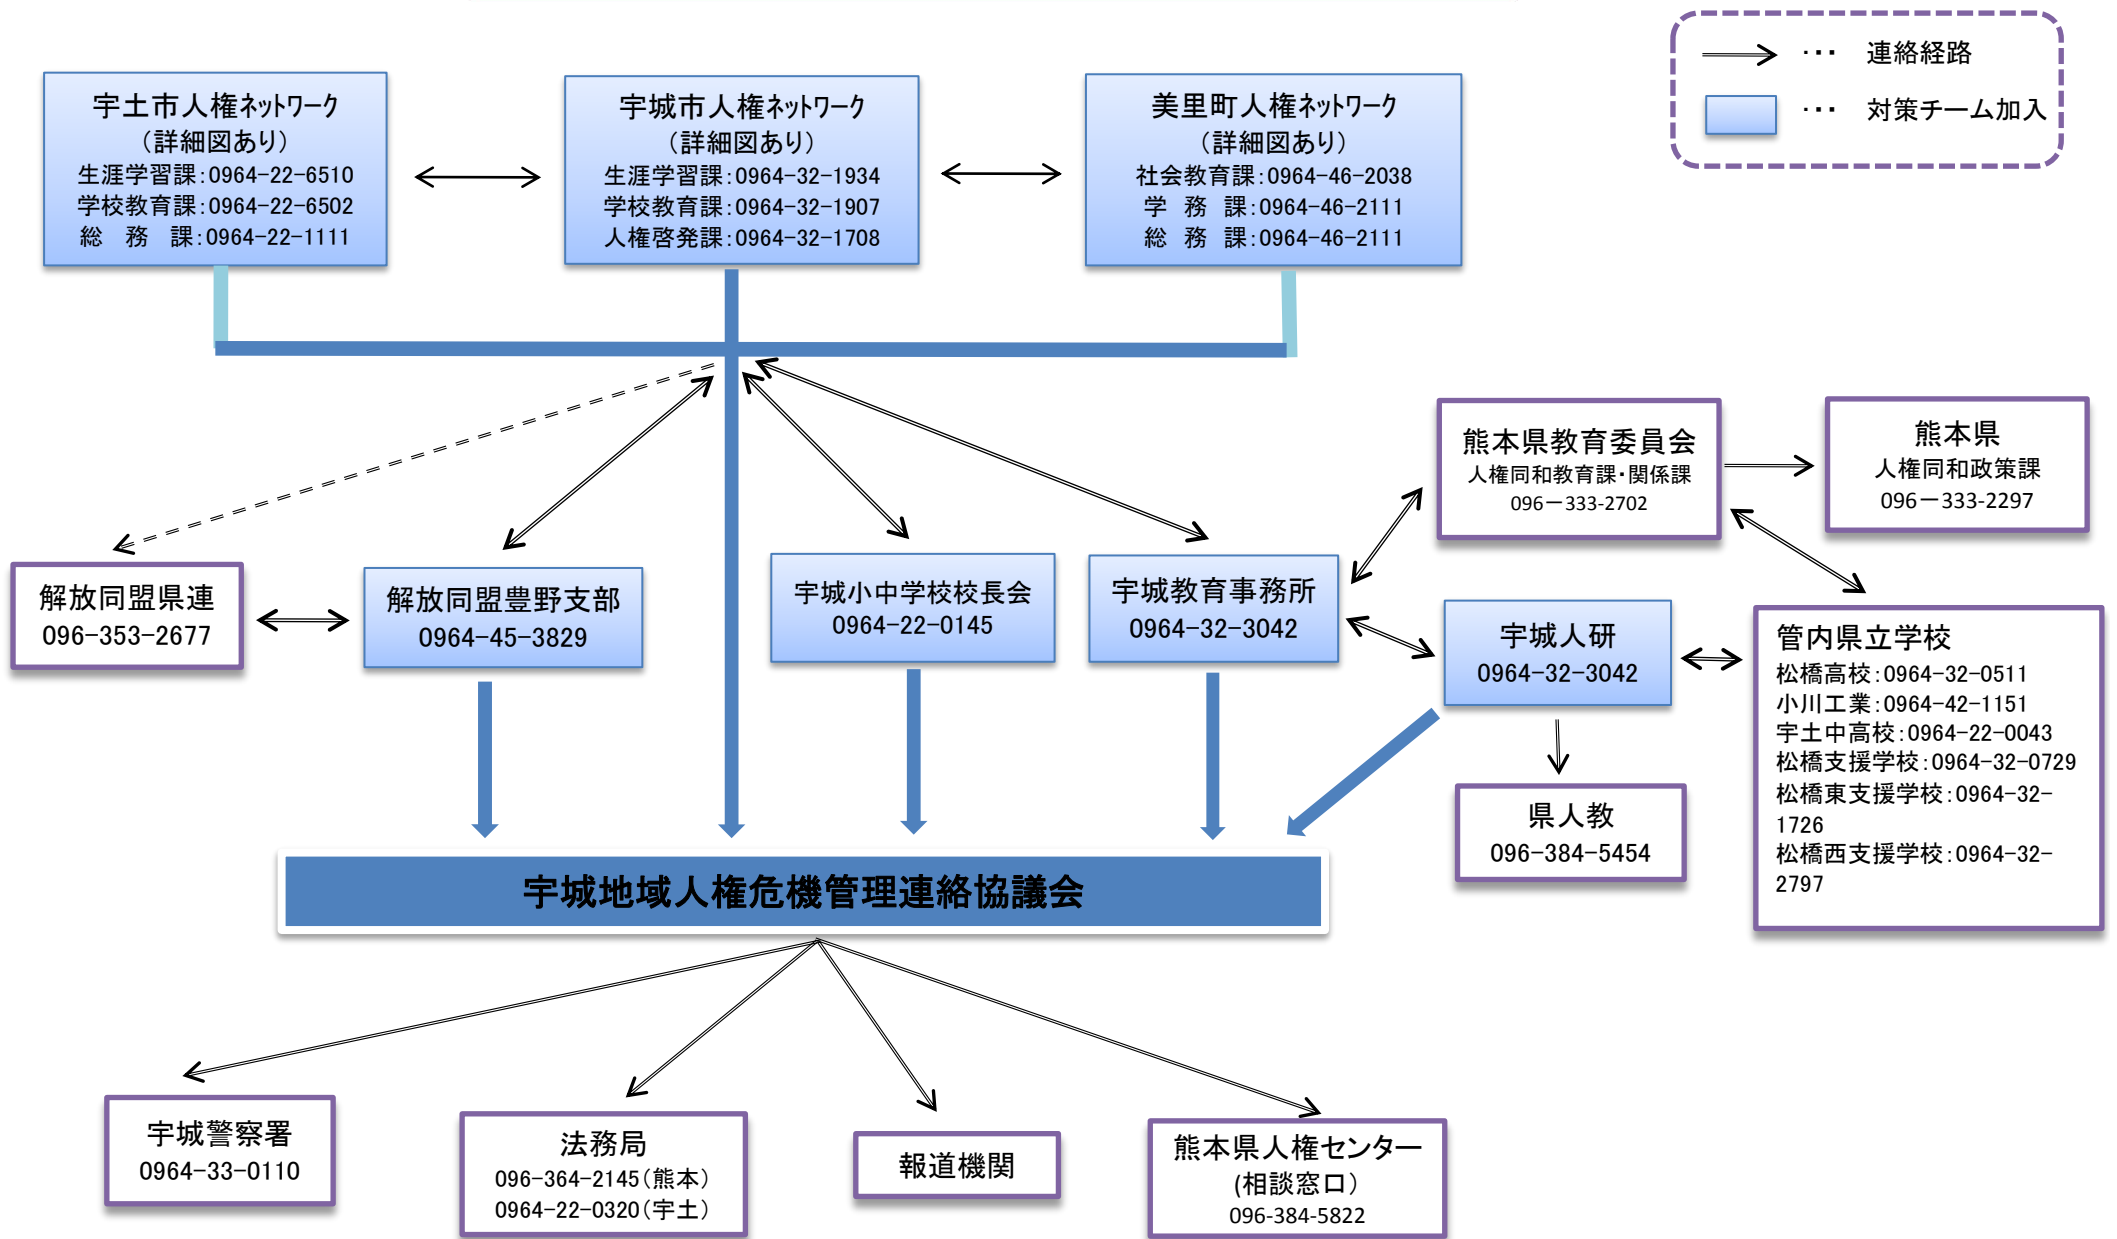 ･･･ 連絡経路
･･･ 対策チーム加入
宇土市人権ネットワーク
(詳細図あり)
生涯学習課:0964-22-6510
学校教育課:0964-22-6502
総 務 課:0964-22-1111
宇城市人権ネットワーク
(詳細図あり)
生涯学習課:0964-32-1934
学校教育課:0964-32-1907
人権啓発課:0964-32-1708
美里町人権ネットワーク
(詳細図あり)
社会教育課:0964-46-2038
学 務 課:0964-46-2111
総 務 課:0964-46-2111
熊本県教育委員会
人権同和教育課・関係課
096－333-2702
熊本県
人権同和政策課
096－333-2297
解放同盟県連
096-353-2677
解放同盟豊野支部
0964-45-3829
宇城小中学校校長会
0964-22-0145
宇城教育事務所
0964-32-3042
宇城人研
0964-32-3042
管内県立学校
松橋高校:0964-32-0511
小川工業:0964-42-1151
宇土中高校:0964-22-0043
松橋支援学校:0964-32-0729
松橋東支援学校:0964-32-
1726
松橋西支援学校:0964-32-
2797
県人教
096-384-5454
宇城地域人権危機管理連絡協議会
宇城警察署
0964-33-0110
法務局
096-364-2145(熊本)
0964-22-0320(宇土)
報道機関
熊本県人権センター
(相談窓口)
096-384-5822